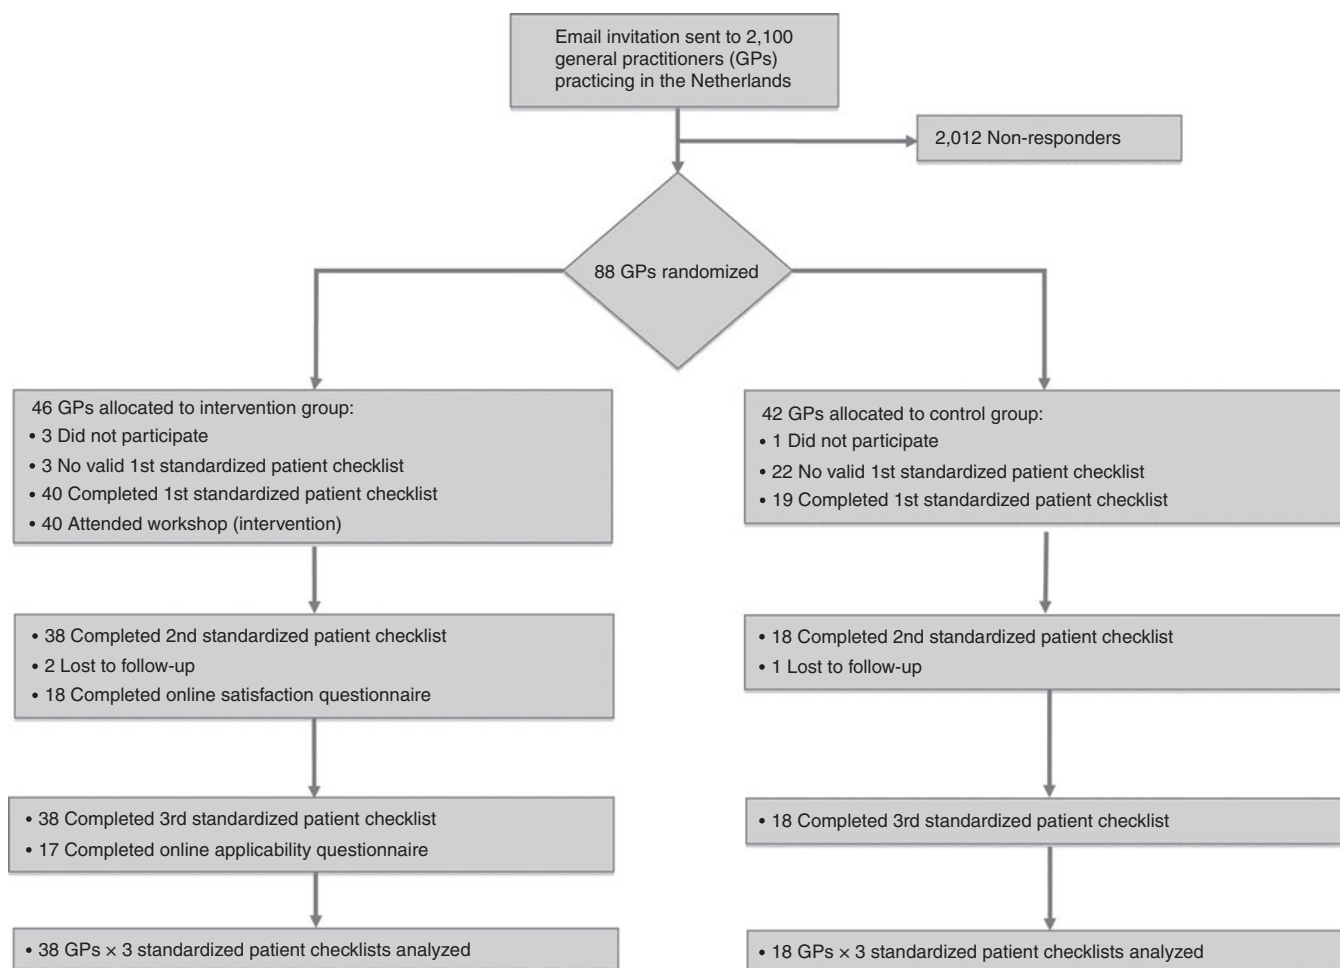 Email invitation sent to 2,100
general practitioners (GPs)
practicing in the Netherlands
2,012 Non-responders
88 GPs randomized
46 GPs allocated to intervention group:
• 3 Did not participate
• 3 No valid 1st standardized patient checklist
• 40 Completed 1st standardized patient checklist
• 40 Attended workshop (intervention)
42 GPs allocated to control group:
• 1 Did not participate
• 22 No valid 1st standardized patient checklist
• 19 Completed 1st standardized patient checklist
• 38 Completed 2nd standardized patient checklist
• 2 Lost to follow-up
• 18 Completed online satisfaction questionnaire
• 18 Completed 2nd standardized patient checklist
• 1 Lost to follow-up
• 38 Completed 3rd standardized patient checklist
• 17 Completed online applicability questionnaire
• 18 Completed 3rd standardized patient checklist
• 38 GPs × 3 standardized patient checklists analyzed
• 18 GPs × 3 standardized patient checklists analyzed